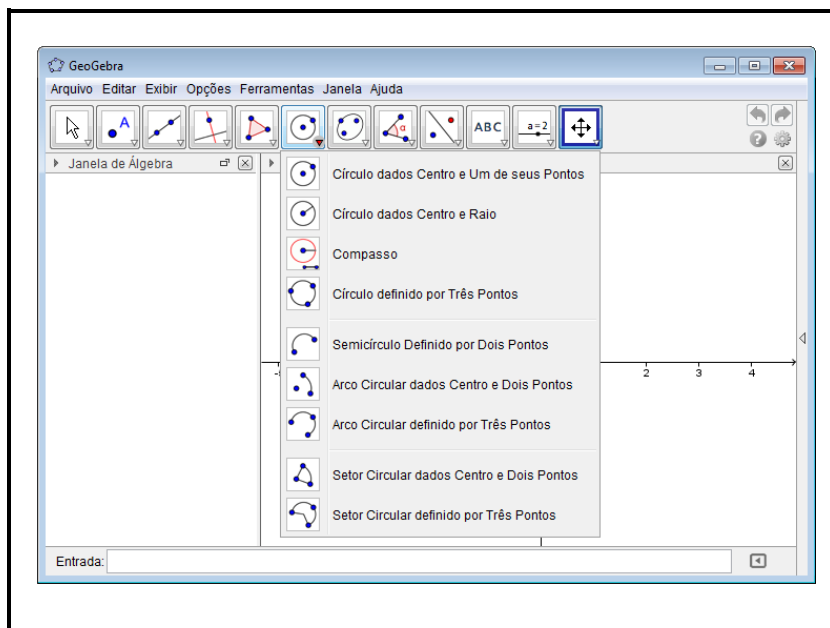 GeoGebra
Arquivo Editar Exibir Opções Ferramentas Janela Ajuda
A
α
ABC
a=2
Janela de Álgebra
Círculo dados Centro e Um de seus Pontos
Círculo dados Centro e Raio
Compasso
Círculo definido por Três Pontos
Semicírculo Definido por Dois Pontos
2 3 4
Arco Circular dados Centro e Dois Pontos
Arco Circular definido por Três Pontos
Setor Circular dados Centro e Dois Pontos
Setor Circular definido por Três Pontos
Entrada: